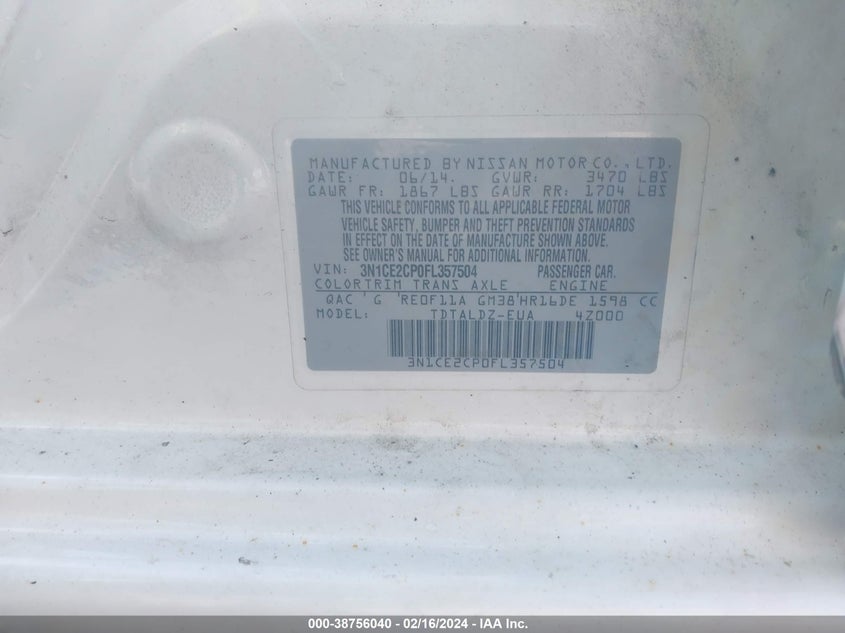 MANUFACTURED BY NISSAN MOTOR CO., LTD.
DATE: 06/14. GVWR: 3470 LBS
GAWR FR: 1867 LBS GAWR RR: 1704 LBS
THIS VEHICLE CONFORMS TO ALL APPLICABLE FEDERAL MOTOR
VEHICLE SAFETY, BUMPER AND THEFT PREVENTION STANDARDS
IN EFFECT ON THE DATE OF MANUFACTURE SHOWN ABOVE.
SEE OWNER'S MANUAL FOR ADDITIONAL INFORMATION.
VIN: 3N1CE2CP0FL357504 PASSENGER CAR.
COLORTRIM TRANS AXLE ENGINE
QAC ' G 'RE0F11A GM38'HR16DE 1598 CC
MODEL: TDTALDZ-EUA 4Z000
3N1CE2CP0FL357504
000-38756040 / 02/16/2024 - IAA Inc.